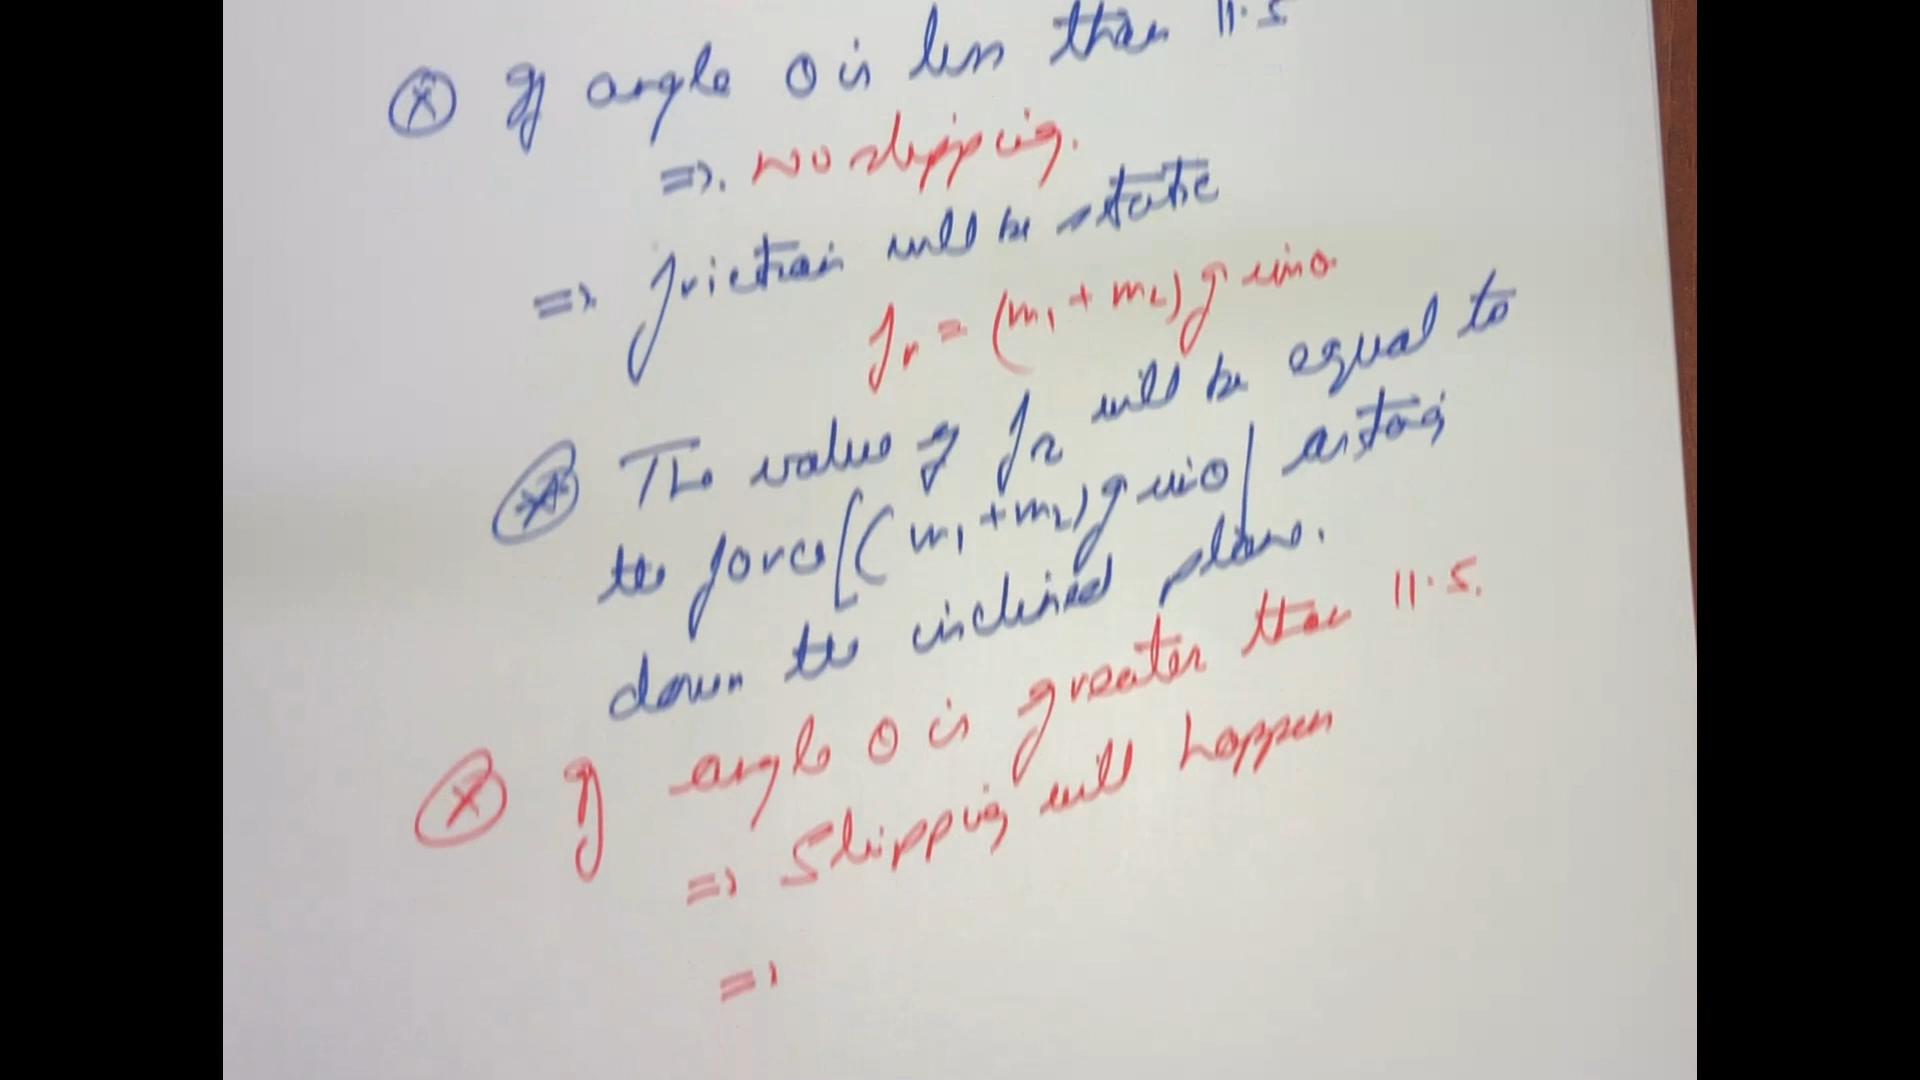 ⓧ If angle θ is less than 11.5
⇒. No slipping.
⇒ friction will be static
fr = (m₁ + m₂) g sinθ
ⓧ The value of fr will be equal to
the force [(m₁ + m₂) g sinθ] acting
down the inclined plane.
ⓧ If angle θ is greater than 11.5.
⇒ Slipping will happen
⇒